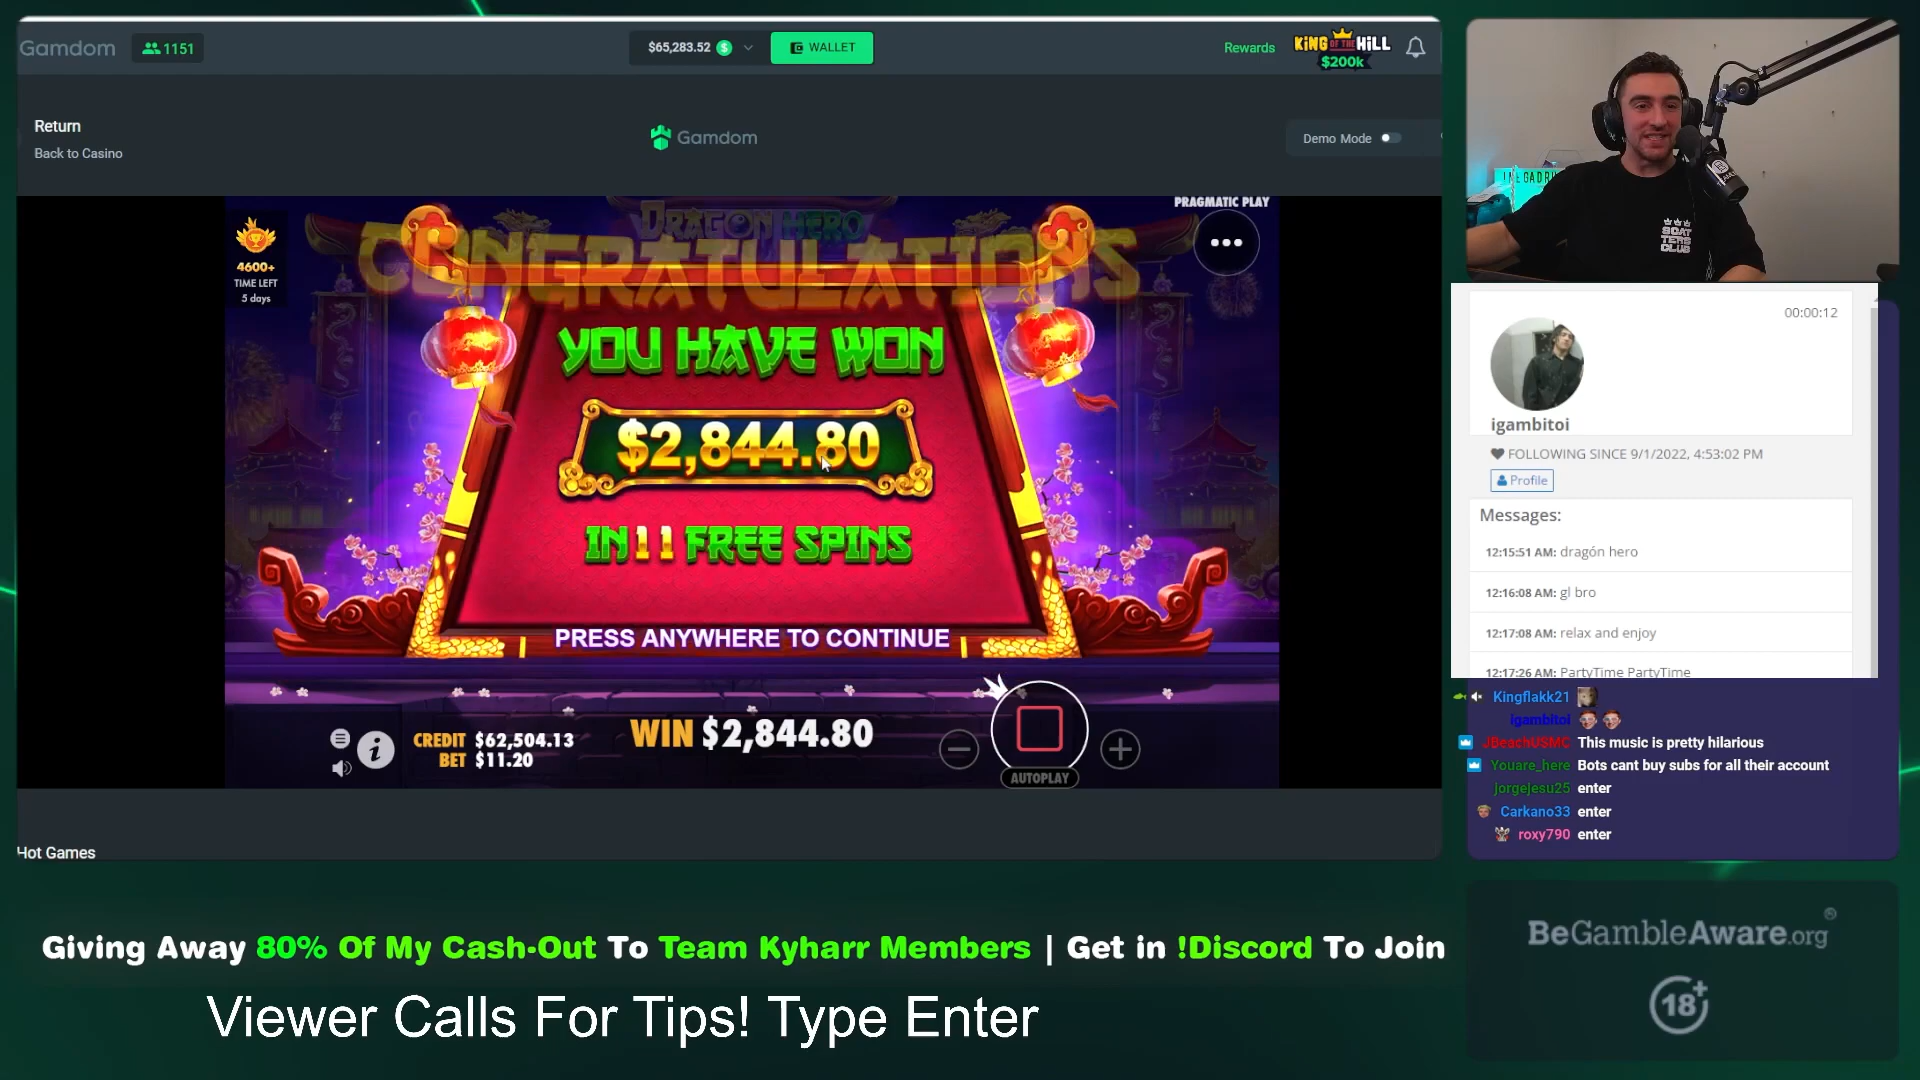 Gamdom
1151
$65,283.52
WALLET
Rewards
KING OF THE HILL
$200k
Return
Back to Casino
Gamdom
Demo Mode
PRAGMATIC PLAY
4600+
TIME LEFT
5 days
DRAGON HERO
CONGRATULATIONS
YOU HAVE WON
$2,844.80
IN 11 FREE SPINS
PRESS ANYWHERE TO CONTINUE
CREDIT $62,504.13
BET $11.20
WIN $2,844.80
AUTOPLAY
Hot Games
SCAT
TERS
CLUB
00:00:12
igambitoi
FOLLOWING SINCE 9/1/2022, 4:53:02 PM
Profile
Messages:
12:15:51 AM: dragón hero
12:16:08 AM: gl bro
12:17:08 AM: relax and enjoy
12:17:26 AM: PartyTime PartyTime
Kingflakk21
igambitoi
JBeachUSMC This music is pretty hilarious
Youare_here Bots cant buy subs for all their account
jorgejesu25 enter
Carkano33 enter
roxy790 enter
Giving Away 80% Of My Cash-Out To Team Kyharr Members | Get in !Discord To Join
Viewer Calls For Tips! Type Enter
BeGambleAware.org
18+